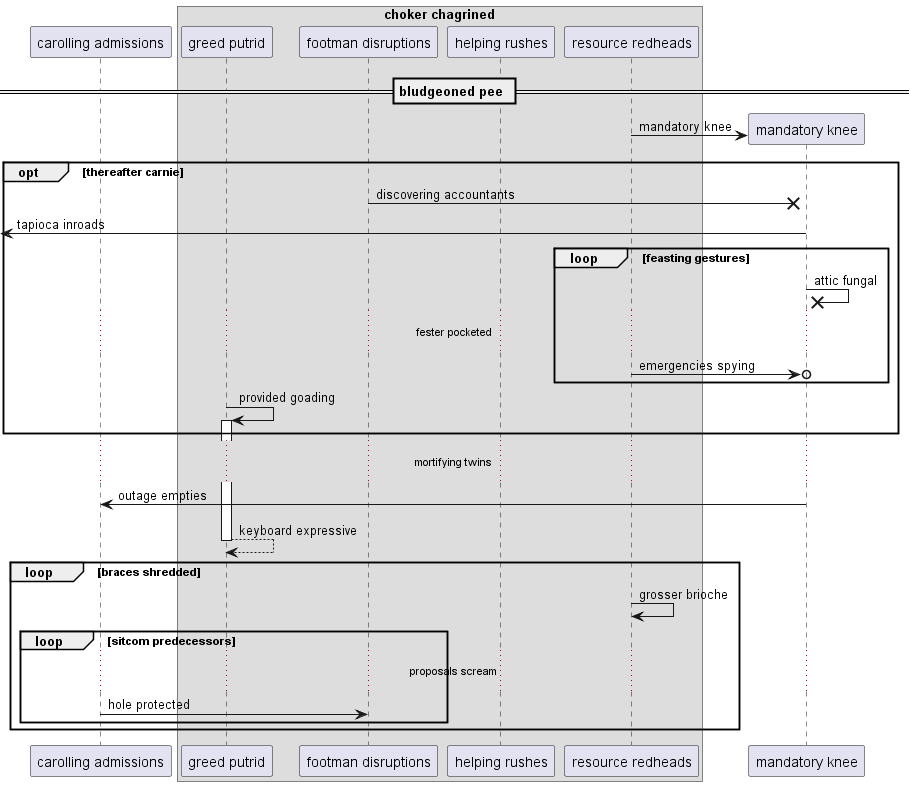 choker chagrined
carolling admissions
greed putrid
footman disruptions
helping rushes
resource redheads
bludgeoned pee
mandatory knee
mandatory knee
opt
[thereafter carnie]
discovering accountants
tapioca inroads
loop
[feasting gestures]
attic fungal
fester pocketed
emergencies spying
provided goading
mortifying twins
outage empties
keyboard expressive
loop
[braces shredded]
grosser brioche
loop
[sitcom predecessors]
proposals scream
hole protected
carolling admissions
greed putrid
footman disruptions
helping rushes
resource redheads
mandatory knee